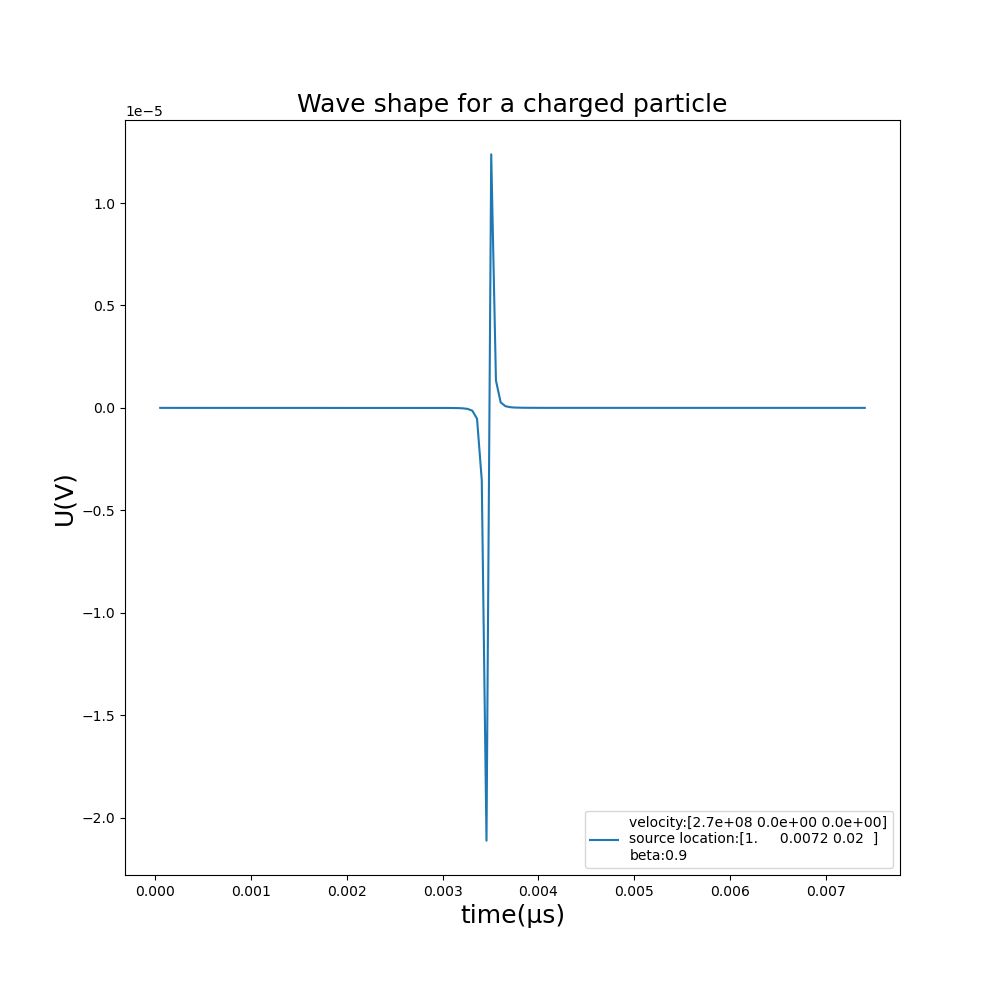 Wave shape for a charged particle
1e−5
1.0
0.5
0.0
−0.5
−1.0
−1.5
−2.0
U(V)
velocity:[2.7e+08 0.0e+00 0.0e+00]
source location:[1.     0.0072 0.02  ]
beta:0.9
0.000 0.001 0.002 0.003 0.004 0.005 0.006 0.007
time(μs)